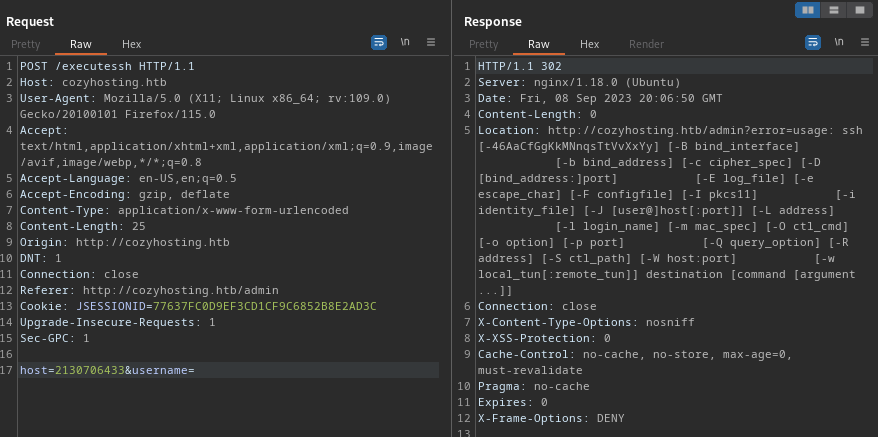 Request
Pretty Raw Hex
\n
1 POST /executessh HTTP/1.1
2 Host: cozyhosting.htb
3 User-Agent: Mozilla/5.0 (X11; Linux x86_64; rv:109.0)
Gecko/20100101 Firefox/115.0
4 Accept:
text/html,application/xhtml+xml,application/xml;q=0.9,image
/avif,image/webp,*/*;q=0.8
5 Accept-Language: en-US,en;q=0.5
6 Accept-Encoding: gzip, deflate
7 Content-Type: application/x-www-form-urlencoded
8 Content-Length: 25
9 Origin: http://cozyhosting.htb
10 DNT: 1
11 Connection: close
12 Referer: http://cozyhosting.htb/admin
13 Cookie: JSESSIONID=77637FC0D9EF3CD1CF9C6852B8E2AD3C
14 Upgrade-Insecure-Requests: 1
15 Sec-GPC: 1
16
17 host=2130706433&username=
Response
Pretty Raw Hex Render
\n
1 HTTP/1.1 302
2 Server: nginx/1.18.0 (Ubuntu)
3 Date: Fri, 08 Sep 2023 20:06:50 GMT
4 Content-Length: 0
5 Location: http://cozyhosting.htb/admin?error=usage: ssh
[-46AaCfGgKkMNnqsTtVvXxYy] [-B bind_interface]
[-b bind_address] [-c cipher_spec] [-D
[bind_address:]port] [-E log_file] [-e
escape_char] [-F configfile] [-I pkcs11] [-i
identity_file] [-J [user@]host[:port]] [-L address]
[-l login_name] [-m mac_spec] [-O ctl_cmd]
[-o option] [-p port] [-Q query_option] [-R
address] [-S ctl_path] [-W host:port] [-w
local_tun[:remote_tun]] destination [command [argument
...]]
6 Connection: close
7 X-Content-Type-Options: nosniff
8 X-XSS-Protection: 0
9 Cache-Control: no-cache, no-store, max-age=0,
must-revalidate
10 Pragma: no-cache
11 Expires: 0
12 X-Frame-Options: DENY
13